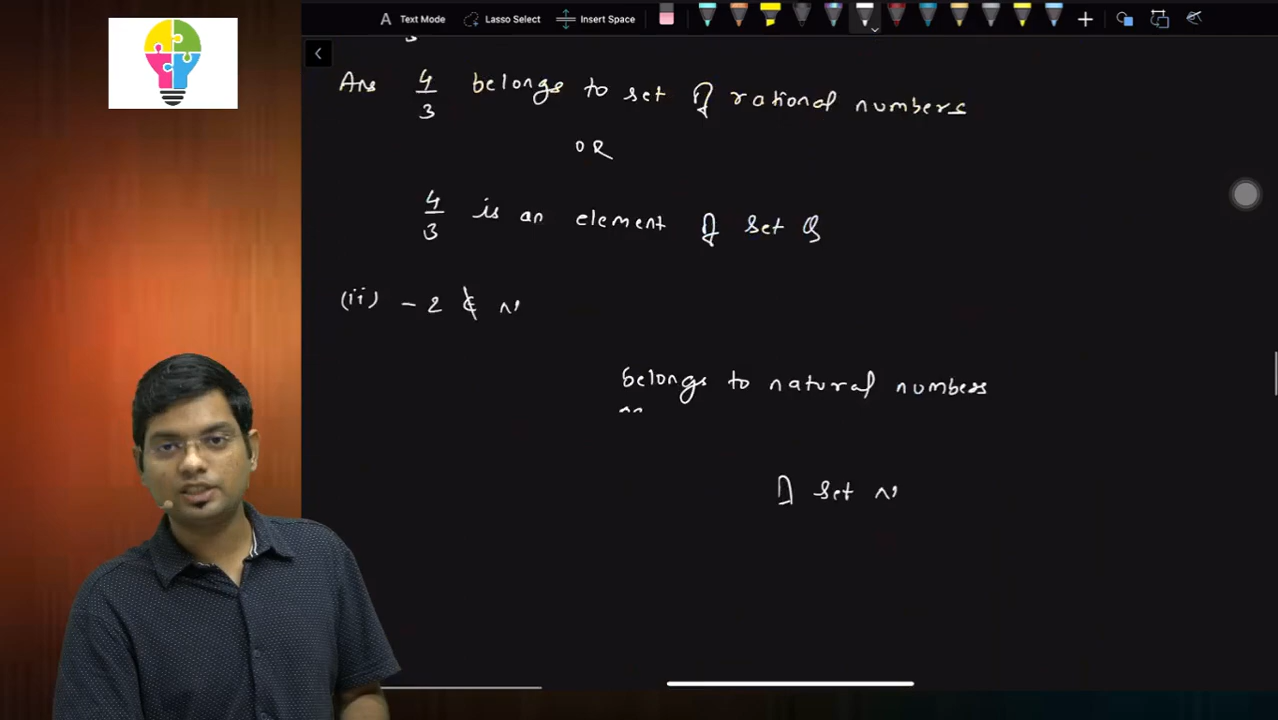 Text Mode Lasso Select Insert Space
Ans 4/3 belongs to set of rational numbers
OR
4/3 is an element of set Q
(ii) -2 ∉ N
belongs to natural numbers
of set N